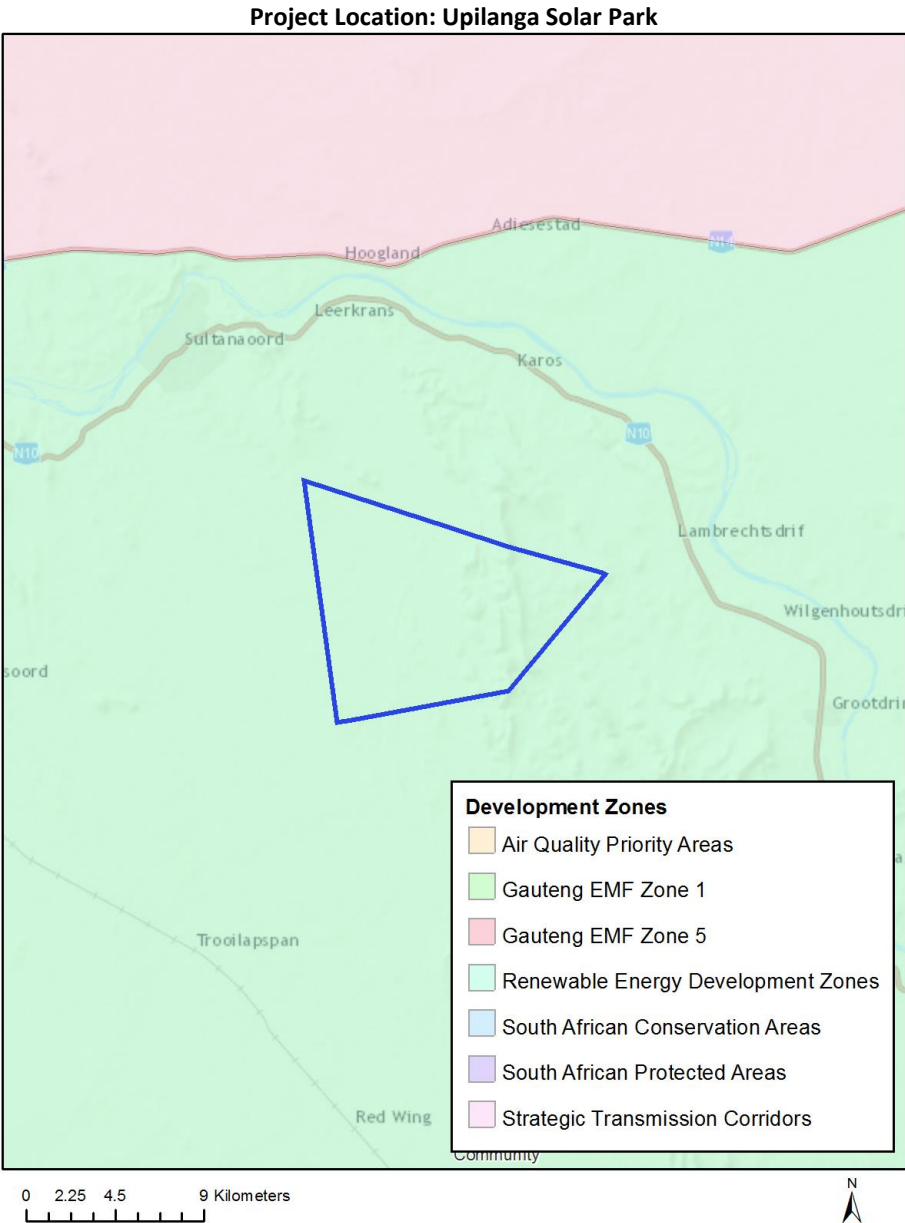 Project Location: Upilanga Solar Park
Adiesestad
N14
Hoogland
Leerkrans
Sultanaoord
Karos
N10
N10
Lambrechtsdrif
Wilgenhoutsdri
soord
Grootdrin
Development Zones
Air Quality Priority Areas
Gauteng EMF Zone 1
Gauteng EMF Zone 5
Renewable Energy Development Zones
South African Conservation Areas
South African Protected Areas
Strategic Transmission Corridors
a
Trooilapspan
Red Wing
Community
0 2.25 4.5 9 Kilometers
N